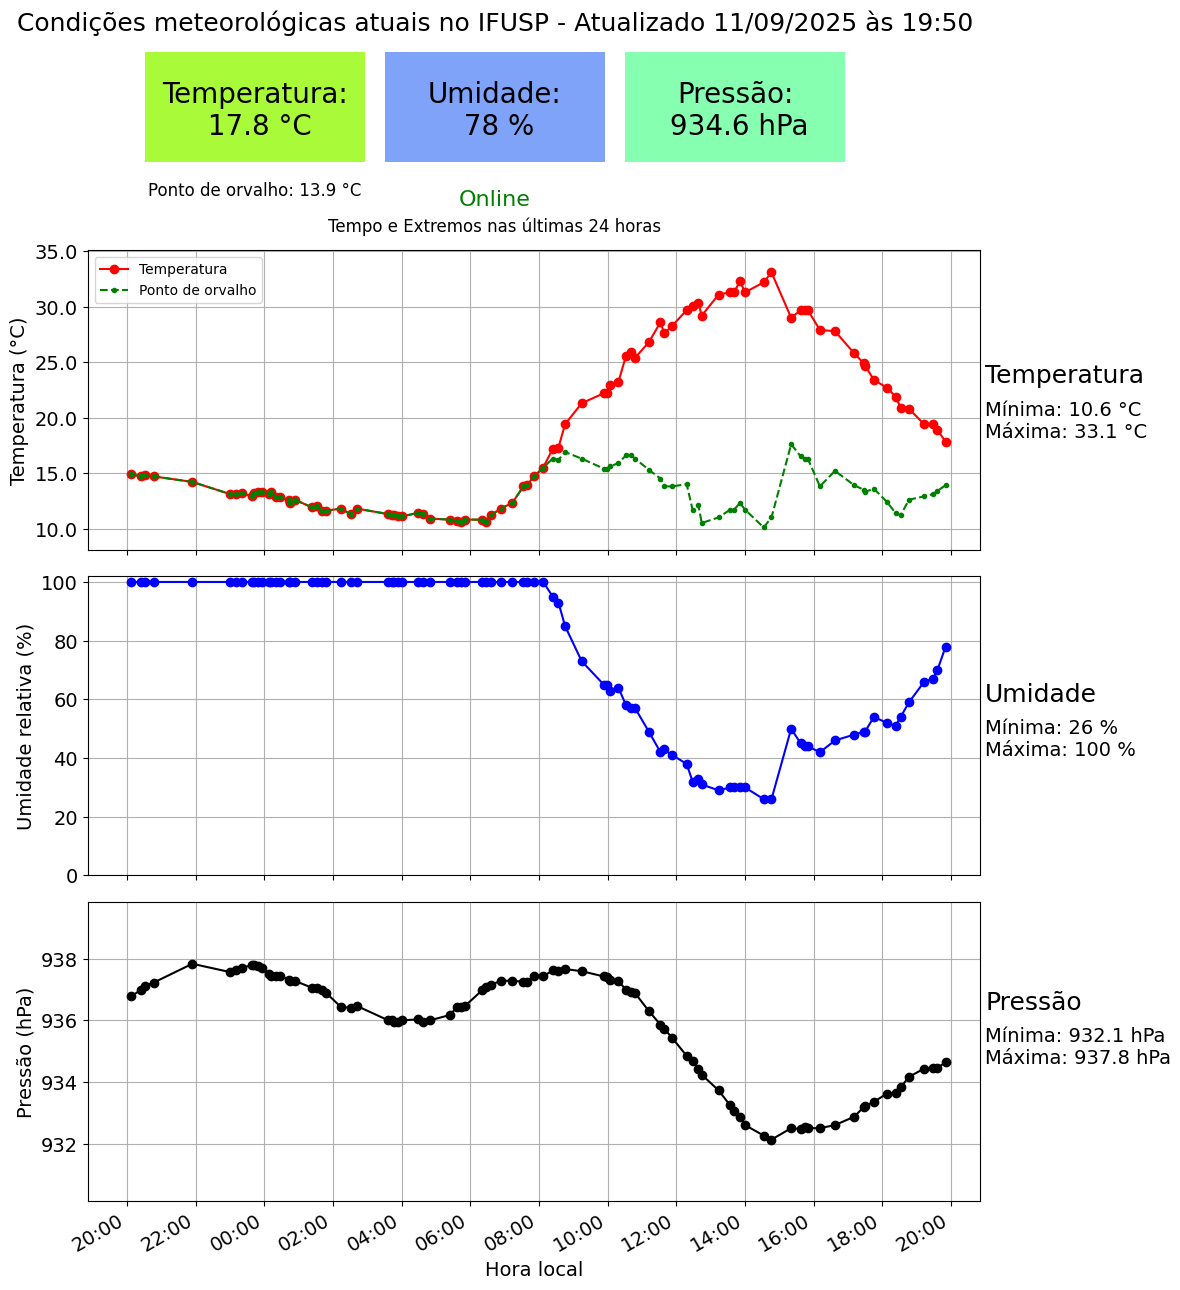 Condições meteorológicas atuais no IFUSP - Atualizado 11/09/2025 às 19:50
Temperatura:
17.8 °C
Umidade:
78 %
Pressão:
934.6 hPa
Ponto de orvalho: 13.9 °C
Online
Tempo e Extremos nas últimas 24 horas
Temperatura (°C)
35.0
30.0
25.0
20.0
15.0
10.0
Temperatura
Ponto de orvalho
Temperatura
Mínima: 10.6 °C
Máxima: 33.1 °C
Umidade relativa (%)
100
80
60
40
20
0
Umidade
Mínima: 26 %
Máxima: 100 %
Pressão (hPa)
938
936
934
932
Pressão
Mínima: 932.1 hPa
Máxima: 937.8 hPa
20:00
22:00
00:00
02:00
04:00
06:00
08:00
10:00
12:00
14:00
16:00
18:00
20:00
Hora local